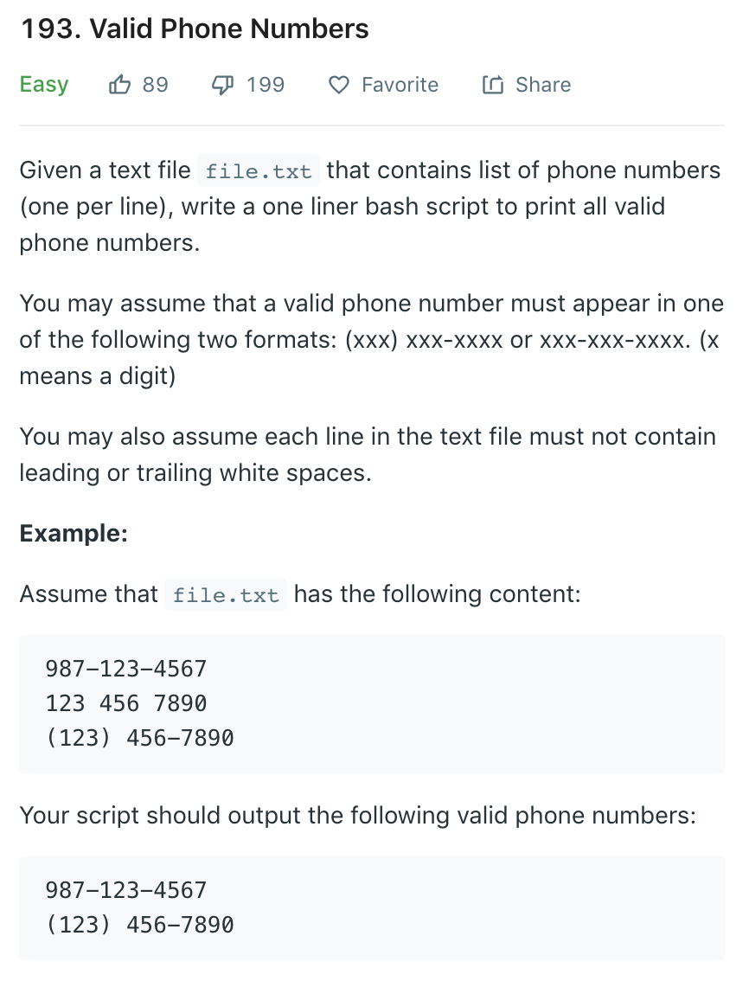 193. Valid Phone Numbers
Easy 89 199 Favorite Share
Given a text file file.txt that contains list of phone numbers
(one per line), write a one liner bash script to print all valid
phone numbers.
You may assume that a valid phone number must appear in one
of the following two formats: (xxx) xxx-xxxx or xxx-xxx-xxxx. (x
means a digit)
You may also assume each line in the text file must not contain
leading or trailing white spaces.
Example:
Assume that file.txt has the following content:
987-123-4567
123 456 7890
(123) 456-7890
Your script should output the following valid phone numbers:
987-123-4567
(123) 456-7890